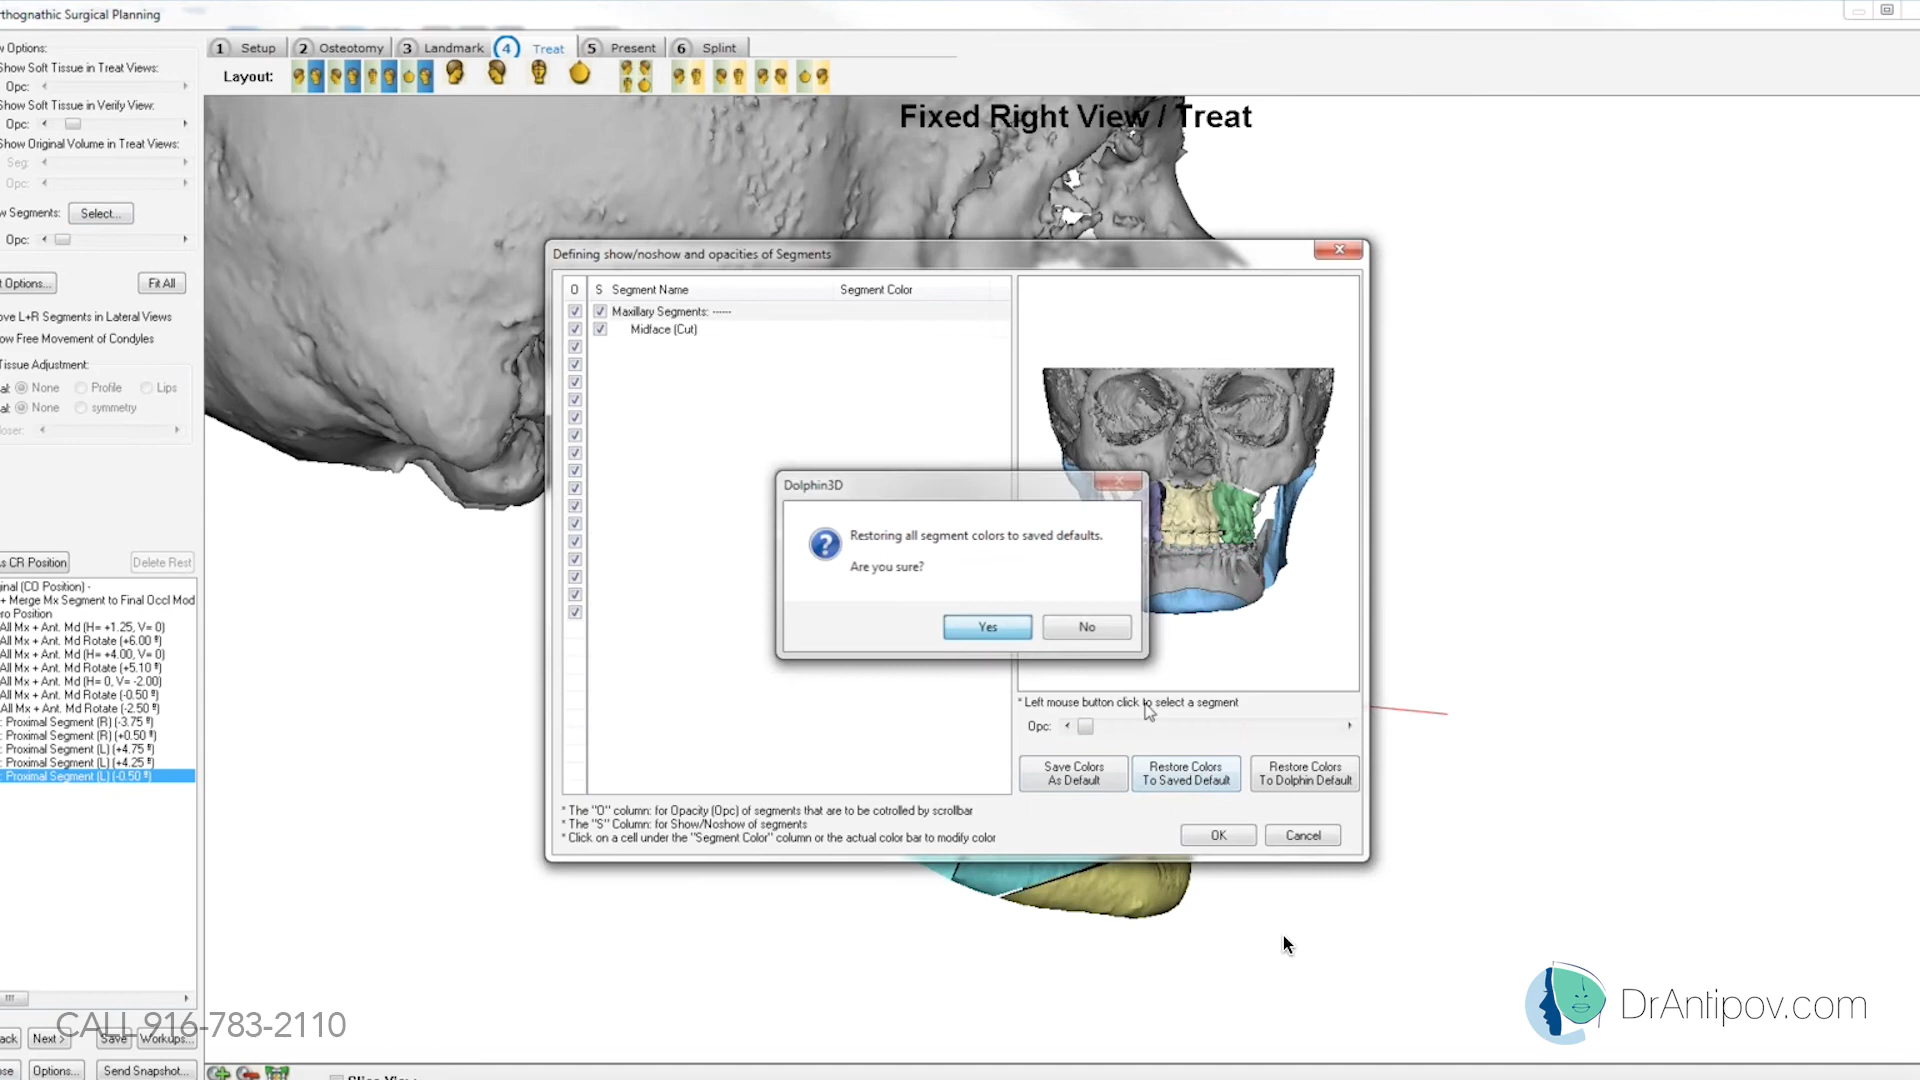 rthognathic Surgical Planning
1 Setup 2 Osteotomy 3 Landmark 4 Treat 5 Present 6 Splint
Layout:
w Options:
Show Soft Tissue in Treat Views:
Opc:
Show Soft Tissue in Verify View:
Opc:
Show Original Volume in Treat Views:
Seg:
Opc:
w Segments: Select...
Opc:
t Options... Fit All
ove L+R Segments in Lateral Views
ow Free Movement of Condyles
Tissue Adjustment:
al: None Profile Lips
al: None symmetry
loser:
s CR Position Delete Rest
inal (CO Position) -
+ Merge Mx Segment to Final Occl Mod
ro Position
All Mx + Ant. Md (H= +1.25, V= 0)
All Mx + Ant. Md Rotate (+6.00 º)
All Mx + Ant. Md (H= +4.00, V= 0)
All Mx + Ant. Md Rotate (+5.10 º)
All Mx + Ant. Md (H= 0, V= -2.00)
All Mx + Ant. Md Rotate (-0.50 º)
All Mx + Ant. Md Rotate (-2.50 º)
: Proximal Segment (R) (-3.75 º)
: Proximal Segment (R) (+0.50 º)
: Proximal Segment (L) (+4.75 º)
: Proximal Segment (L) (+4.25 º)
: Proximal Segment (L) (-0.50 º)
ack Next > Save Workups...
ose Options... Send Snapshot...
CALL 916-783-2110
Fixed Right View / Treat
Defining show/noshow and opacities of Segments
O S Segment Name Segment Color
Maxillary Segments: ------
Midface (Cut)
Dolphin3D
Restoring all segment colors to saved defaults.
Are you sure?
Yes No
* Left mouse button click to select a segment
Opc:
Save Colors
As Default
Restore Colors
To Saved Default
Restore Colors
To Dolphin Default
* The "O" column: for Opacity (Opc) of segments that are to be cotrolled by scrollbar
* The "S" Column: for Show/Noshow of segments
* Click on a cell under the "Segment Color" column or the actual color bar to modify color
OK Cancel
DrAntipov.com
Slice View